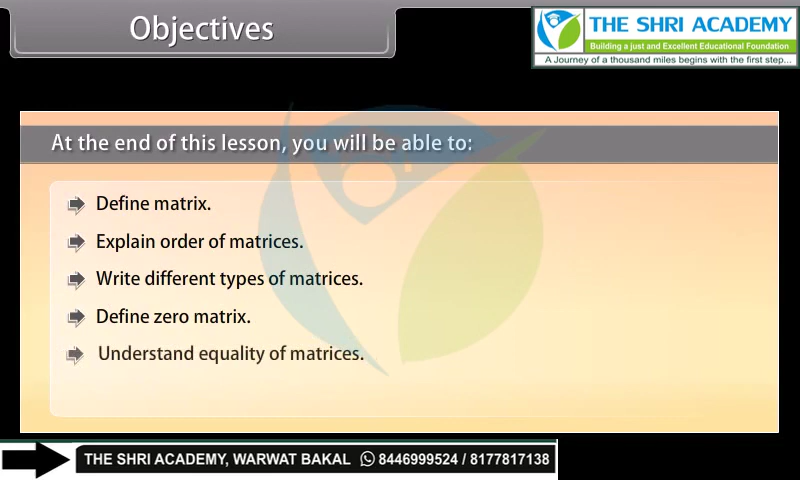 Objectives
THE SHRI ACADEMY
Building a just and Excellent Educational Foundation
A Journey of a thousand miles begins with the first step...
At the end of this lesson, you will be able to:
Define matrix.
Explain order of matrices.
Write different types of matrices.
Define zero matrix.
Understand equality of matrices.
THE SHRI ACADEMY, WARWAT BAKAL 8446999524 / 8177817138